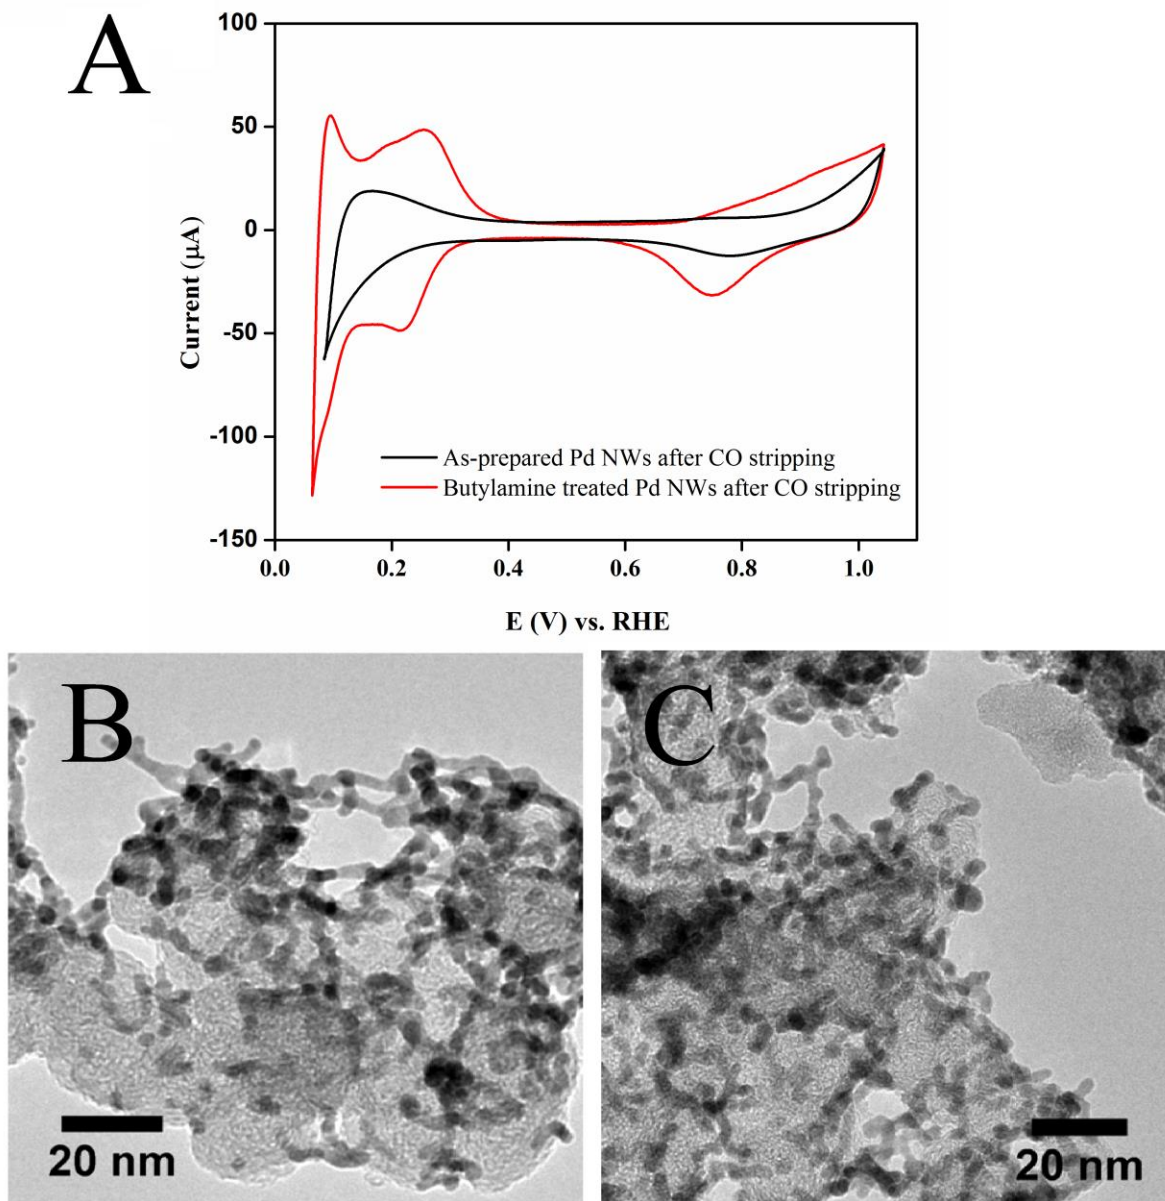 A
100
50
0
-50
-100
-150
Current (μA)
As-prepared Pd NWs after CO stripping
Butylamine treated Pd NWs after CO stripping
0.0 0.2 0.4 0.6 0.8 1.0
E (V) vs. RHE
B
20 nm
C
20 nm